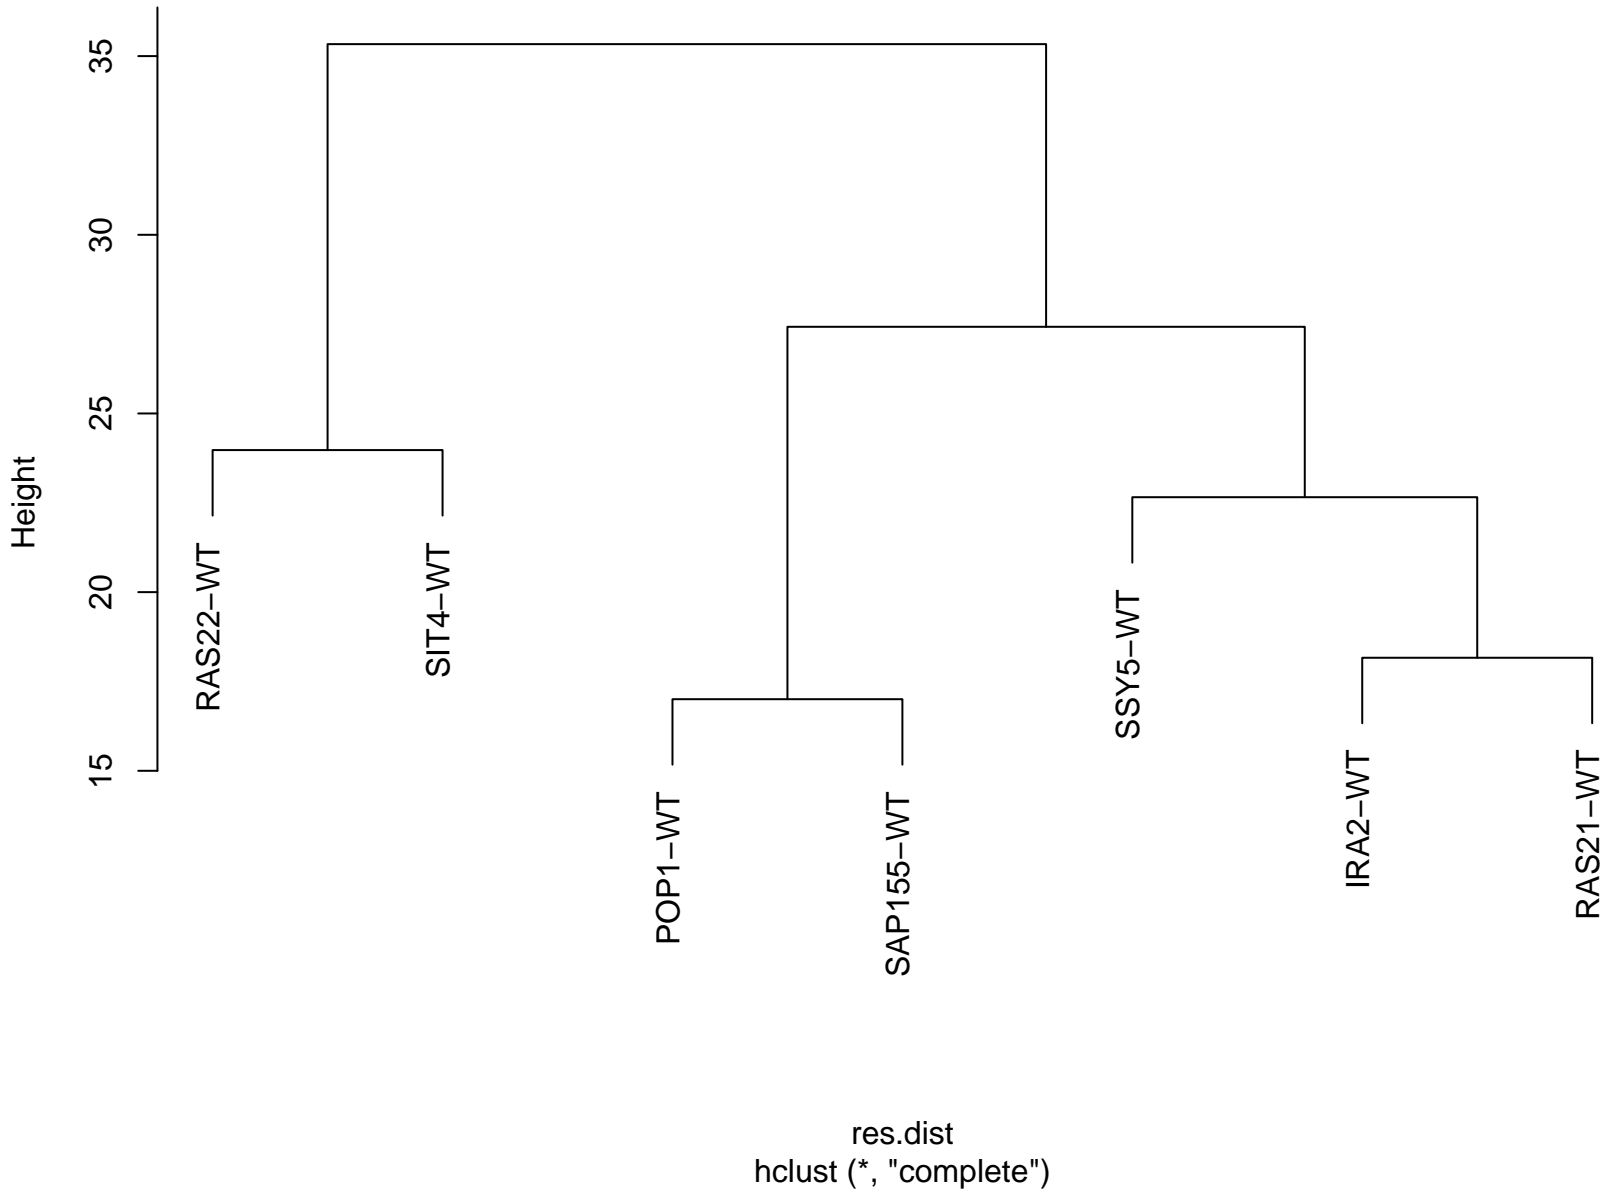 Height
35
30
25
20
15
RAS22−WT
SIT4−WT
POP1−WT
SAP155−WT
SSY5−WT
IRA2−WT
RAS21−WT
res.dist
hclust (*, "complete")